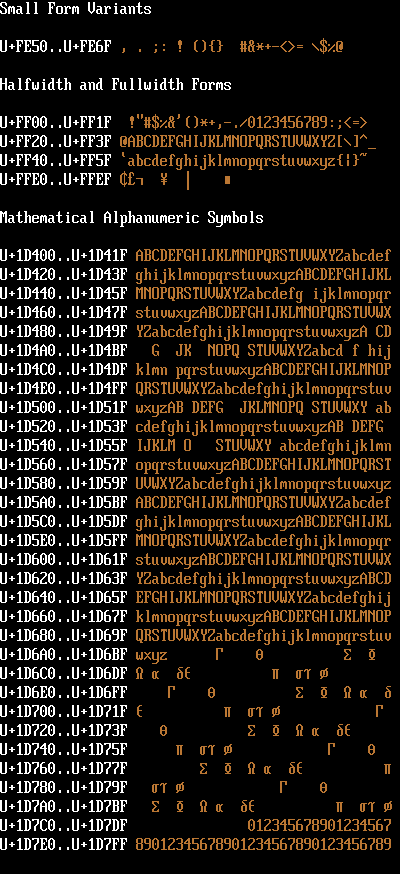 Small Form Variants
U+FE50..U+FE6F , . ;: ! (){} #&*+-<>= \$%@
Halfwidth and Fullwidth Forms
U+FF00..U+FF1F !"#$%&'()*+,-./0123456789:;<=>
U+FF20..U+FF3F @ABCDEFGHIJKLMNOPQRSTUVWXYZ[\]^_
U+FF40..U+FF5F `abcdefghijklmnopqrstuvwxyz{|}~
U+FFE0..U+FFEF ₵£¬ ¥ │ ▪
Mathematical Alphanumeric Symbols
U+1D400..U+1D41F ABCDEFGHIJKLMNOPQRSTUVWXYZabcdef
U+1D420..U+1D43F ghijklmnopqrstuvwxyzABCDEFGHIJKL
U+1D440..U+1D45F MNOPQRSTUVWXYZabcdefg ijklmnopqr
U+1D460..U+1D47F stuvwxyzABCDEFGHIJKLMNOPQRSTUVWX
U+1D480..U+1D49F YZabcdefghijklmnopqrstuvwxyzA CD
U+1D4A0..U+1D4BF G JK NOPQ STUVWXYZabcd f hij
U+1D4C0..U+1D4DF klmn pqrstuvwxyzABCDEFGHIJKLMNOP
U+1D4E0..U+1D4FF QRSTUVWXYZabcdefghijklmnopqrstuv
U+1D500..U+1D51F wxyzAB DEFG JKLMNOPQ STUVWXY ab
U+1D520..U+1D53F cdefghijklmnopqrstuvwxyzAB DEFG
U+1D540..U+1D55F IJKLM O STUVWXY abcdefghijklmn
U+1D560..U+1D57F opqrstuvwxyzABCDEFGHIJKLMNOPQRST
U+1D580..U+1D59F UVWXYZabcdefghijklmnopqrstuvwxyz
U+1D5A0..U+1D5BF ABCDEFGHIJKLMNOPQRSTUVWXYZabcdef
U+1D5C0..U+1D5DF ghijklmnopqrstuvwxyzABCDEFGHIJKL
U+1D5E0..U+1D5FF MNOPQRSTUVWXYZabcdefghijklmnopqr
U+1D600..U+1D61F stuvwxyzABCDEFGHIJKLMNOPQRSTUVWX
U+1D620..U+1D63F YZabcdefghijklmnopqrstuvwxyzABCD
U+1D640..U+1D65F EFGHIJKLMNOPQRSTUVWXYZabcdefghij
U+1D660..U+1D67F klmnopqrstuvwxyzABCDEFGHIJKLMNOP
U+1D680..U+1D69F QRSTUVWXYZabcdefghijklmnopqrstuv
U+1D6A0..U+1D6BF wxyz Γ Θ Σ Φ
U+1D6C0..U+1D6DF Ω α δε π στ ø
U+1D6E0..U+1D6FF Γ Θ Σ Φ Ω α δ
U+1D700..U+1D71F ε π στ ø Γ
U+1D720..U+1D73F Θ Σ Φ Ω α δε
U+1D740..U+1D75F π στ ø Γ Θ
U+1D760..U+1D77F Σ Φ Ω α δε π
U+1D780..U+1D79F στ ø Γ Θ
U+1D7A0..U+1D7BF Σ Φ Ω α δε π στ ø
U+1D7C0..U+1D7DF 012345678901234567
U+1D7E0..U+1D7FF 89012345678901234567890123456789